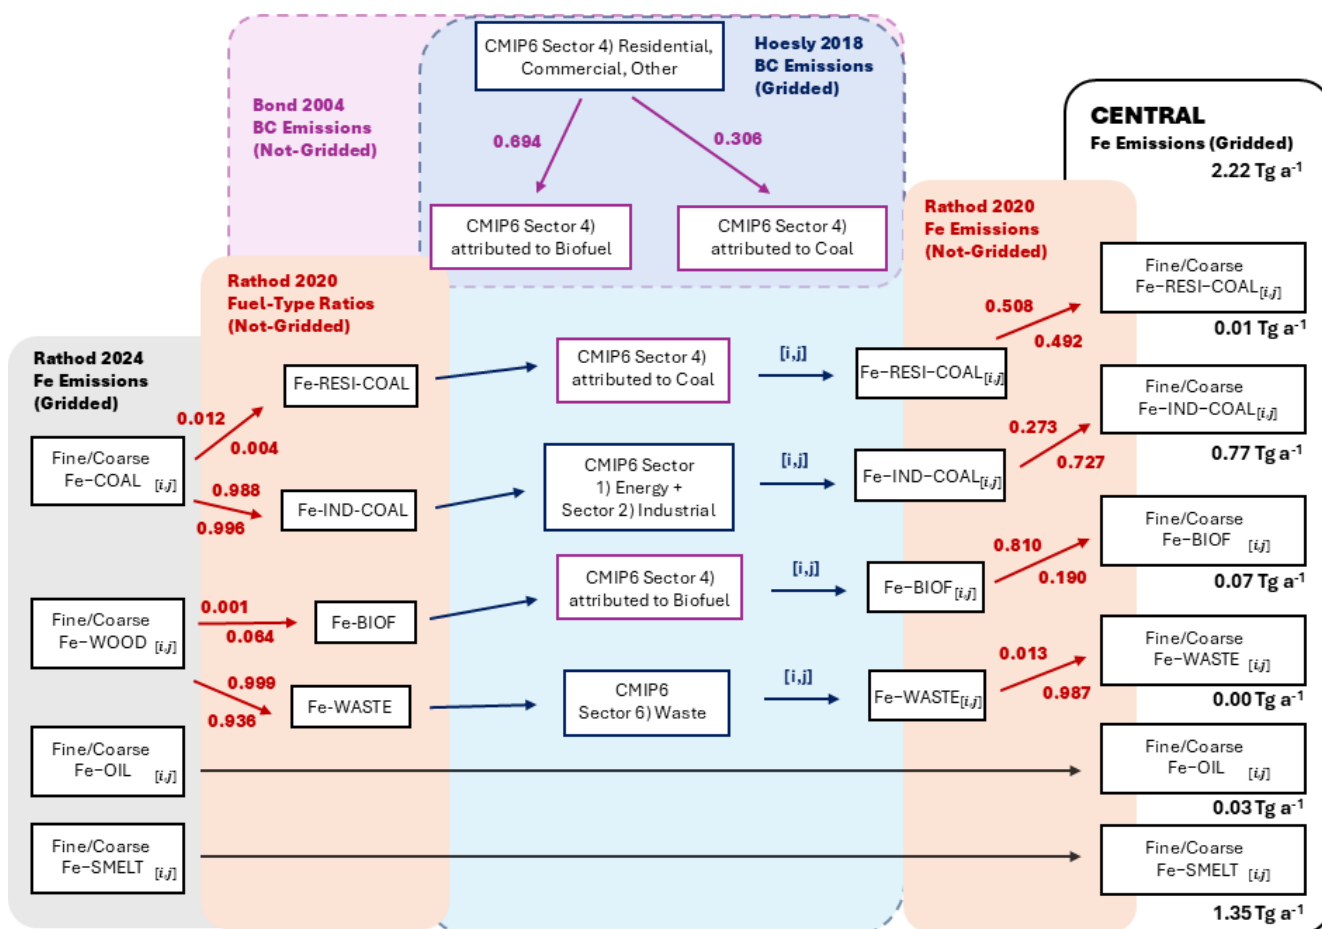 CMIP6 Sector 4) Residential,
Commercial, Other
Hoesly 2018
BC Emissions
(Gridded)
Bond 2004
BC Emissions
(Not-Gridded)
0.694
0.306
CMIP6 Sector 4)
attributed to Biofuel
CMIP6 Sector 4)
attributed to Coal
CENTRAL
Fe Emissions (Gridded)
2.22 Tg a⁻¹
Rathod 2020
Fe Emissions
(Not-Gridded)
Rathod 2020
Fuel-Type Ratios
(Not-Gridded)
Rathod 2024
Fe Emissions
(Gridded)
Fine/Coarse
Fe–COAL [i,j]
0.012
0.004
0.988
0.996
Fe-RESI-COAL
Fe-IND-COAL
CMIP6 Sector 4)
attributed to Coal
[i,j]
Fe–RESI–COAL[i,j]
0.508
0.492
Fine/Coarse
Fe–RESI–COAL[i,j]
0.01 Tg a⁻¹
CMIP6 Sector
1) Energy +
Sector 2) Industrial
[i,j]
Fe–IND–COAL[i,j]
0.273
0.727
Fine/Coarse
Fe–IND–COAL[i,j]
0.77 Tg a⁻¹
Fine/Coarse
Fe–WOOD [i,j]
0.001
0.064
0.999
0.936
Fe-BIOF
Fe-WASTE
CMIP6 Sector 4)
attributed to Biofuel
[i,j]
Fe–BIOF[i,j]
0.810
0.190
Fine/Coarse
Fe–BIOF [i,j]
0.07 Tg a⁻¹
CMIP6
Sector 6) Waste
[i,j]
Fe–WASTE[i,j]
0.013
0.987
Fine/Coarse
Fe–WASTE [i,j]
0.00 Tg a⁻¹
Fine/Coarse
Fe–OIL [i,j]
Fine/Coarse
Fe–OIL [i,j]
0.03 Tg a⁻¹
Fine/Coarse
Fe–SMELT [i,j]
Fine/Coarse
Fe–SMELT [i,j]
1.35 Tg a⁻¹